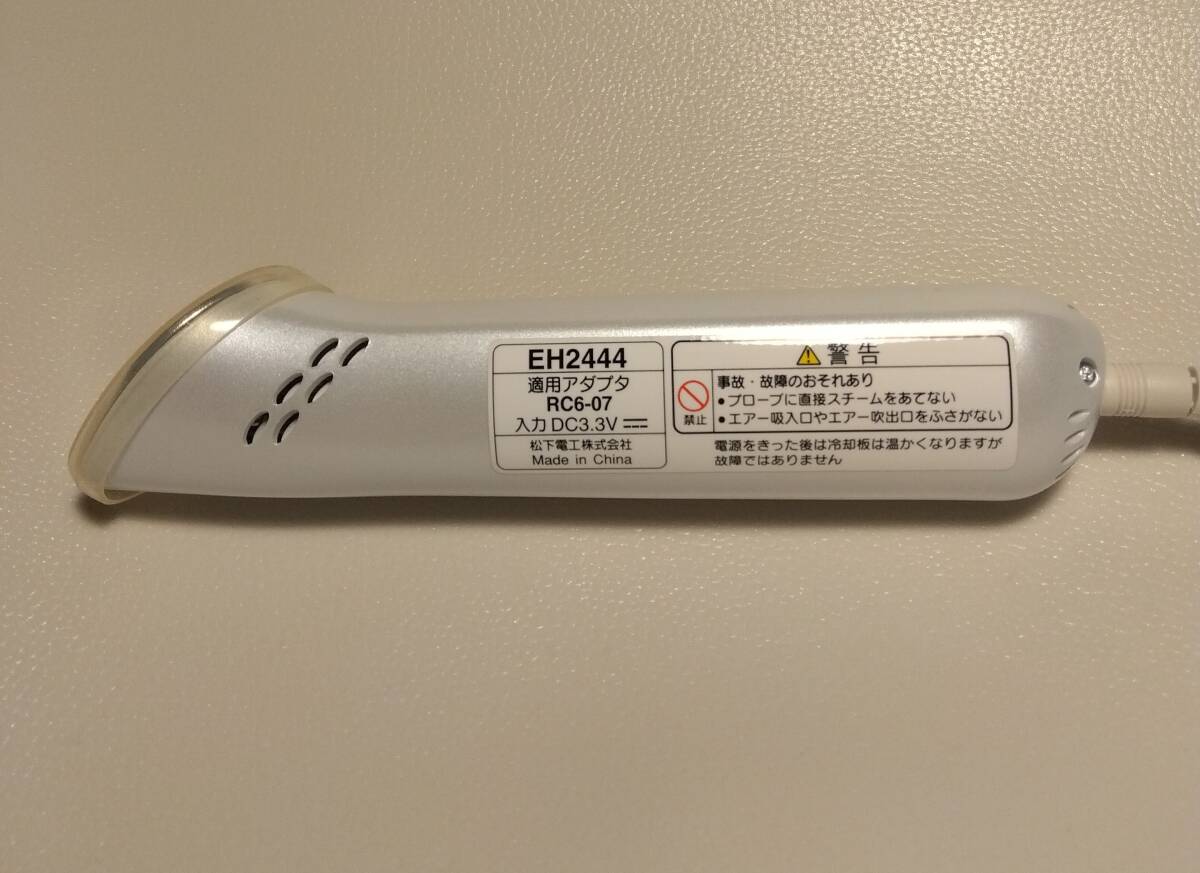 EH2444
適用アダプタ
RC6-07
入力 DC3.3V
松下電工株式会社
Made in China
警告
禁止
事故・故障のおそれあり
●プローブに直接スチームをあてない
●エアー吸入口やエアー吹出口をふさがない
電源をきった後は冷却板は温かくなりますが
故障ではありません